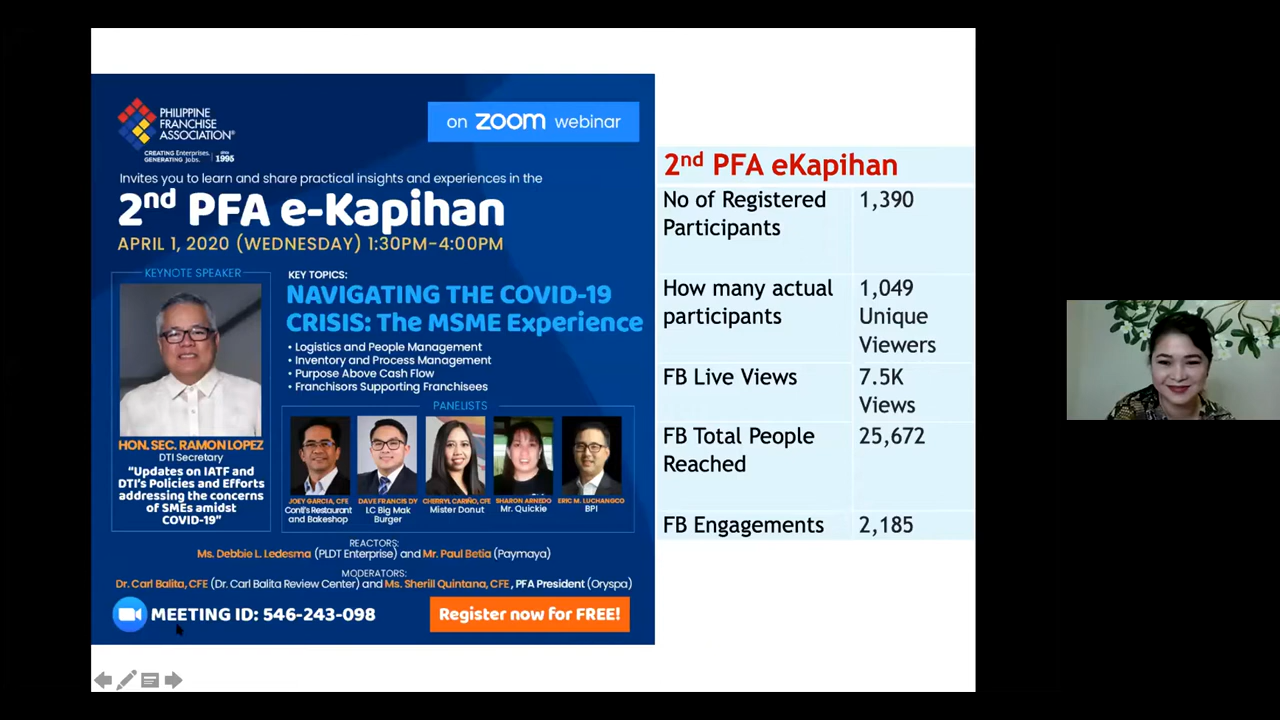 PHILIPPINE
FRANCHISE
ASSOCIATION®
CREATING Enterprises.
GENERATING Jobs.
since
1995
on zoom webinar
Invites you to learn and share practical insights and experiences in the
2nd PFA e-Kapihan
APRIL 1, 2020 (WEDNESDAY) 1:30PM-4:00PM
KEYNOTE SPEAKER
HON. SEC. RAMON LOPEZ
DTI Secretary
“Updates on IATF and
DTI's Policies and Efforts
addressing the concerns
of SMEs amidst
COVID-19”
KEY TOPICS:
NAVIGATING THE COVID-19
CRISIS: The MSME Experience
• Logistics and People Management
• Inventory and Process Management
• Purpose Above Cash Flow
• Franchisors Supporting Franchisees
PANELISTS
JOEY GARCIA, CFE
Conti's Restaurant
and Bakeshop
DAVE FRANCIS DY
LC Big Mak
Burger
CHERRYL CARIÑO, CFE
Mister Donut
SHARON ARNEDO
Mr. Quickie
ERIC M. LUCHANGCO
BPI
REACTORS:
Ms. Debbie L. Ledesma (PLDT Enterprise) and Mr. Paul Betia (Paymaya)
MODERATORS:
Dr. Carl Balita, CFE (Dr. Carl Balita Review Center) and Ms. Sherill Quintana, CFE , PFA President (Oryspa)
MEETING ID: 546-243-098
Register now for FREE!
2nd PFA eKapihan
No of Registered
Participants
1,390
How many actual
participants
1,049
Unique
Viewers
FB Live Views
7.5K
Views
FB Total People
Reached
25,672
FB Engagements
2,185